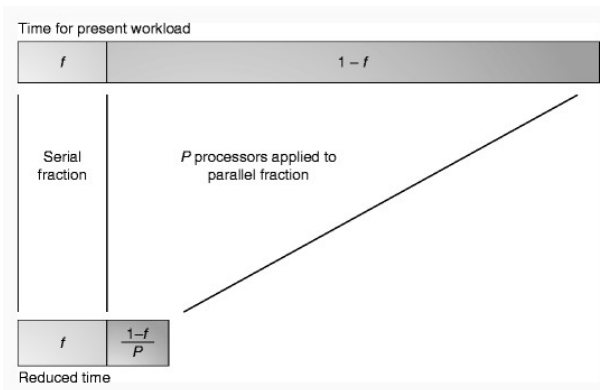 Time for present workload
f
1 – f
Serial
fraction
P processors applied to
parallel fraction
f
1–f
P
Reduced time